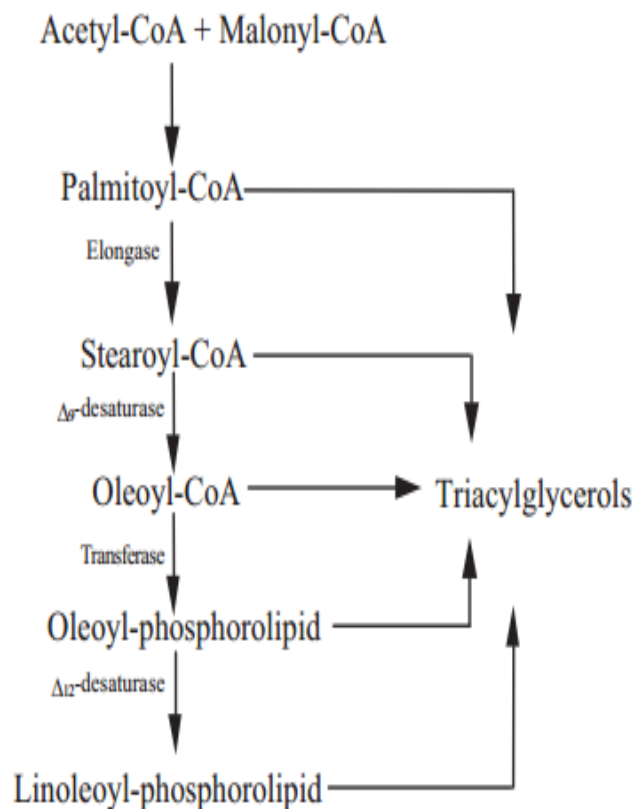 Acetyl-CoA + Malonyl-CoA
Palmitoyl-CoA
Elongase
Stearoyl-CoA
Δ9-desaturase
Oleoyl-CoA
Triacylglycerols
Transferase
Oleoyl-phosphorolipid
Δ12-desaturase
Linoleoyl-phosphorolipid